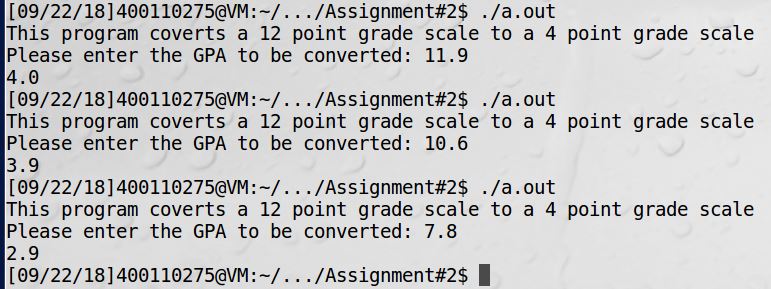 [09/22/18]400110275@VM:~/.../Assignment#2$ ./a.out
This program coverts a 12 point grade scale to a 4 point grade scale
Please enter the GPA to be converted: 11.9
4.0
[09/22/18]400110275@VM:~/.../Assignment#2$ ./a.out
This program coverts a 12 point grade scale to a 4 point grade scale
Please enter the GPA to be converted: 10.6
3.9
[09/22/18]400110275@VM:~/.../Assignment#2$ ./a.out
This program coverts a 12 point grade scale to a 4 point grade scale
Please enter the GPA to be converted: 7.8
2.9
[09/22/18]400110275@VM:~/.../Assignment#2$